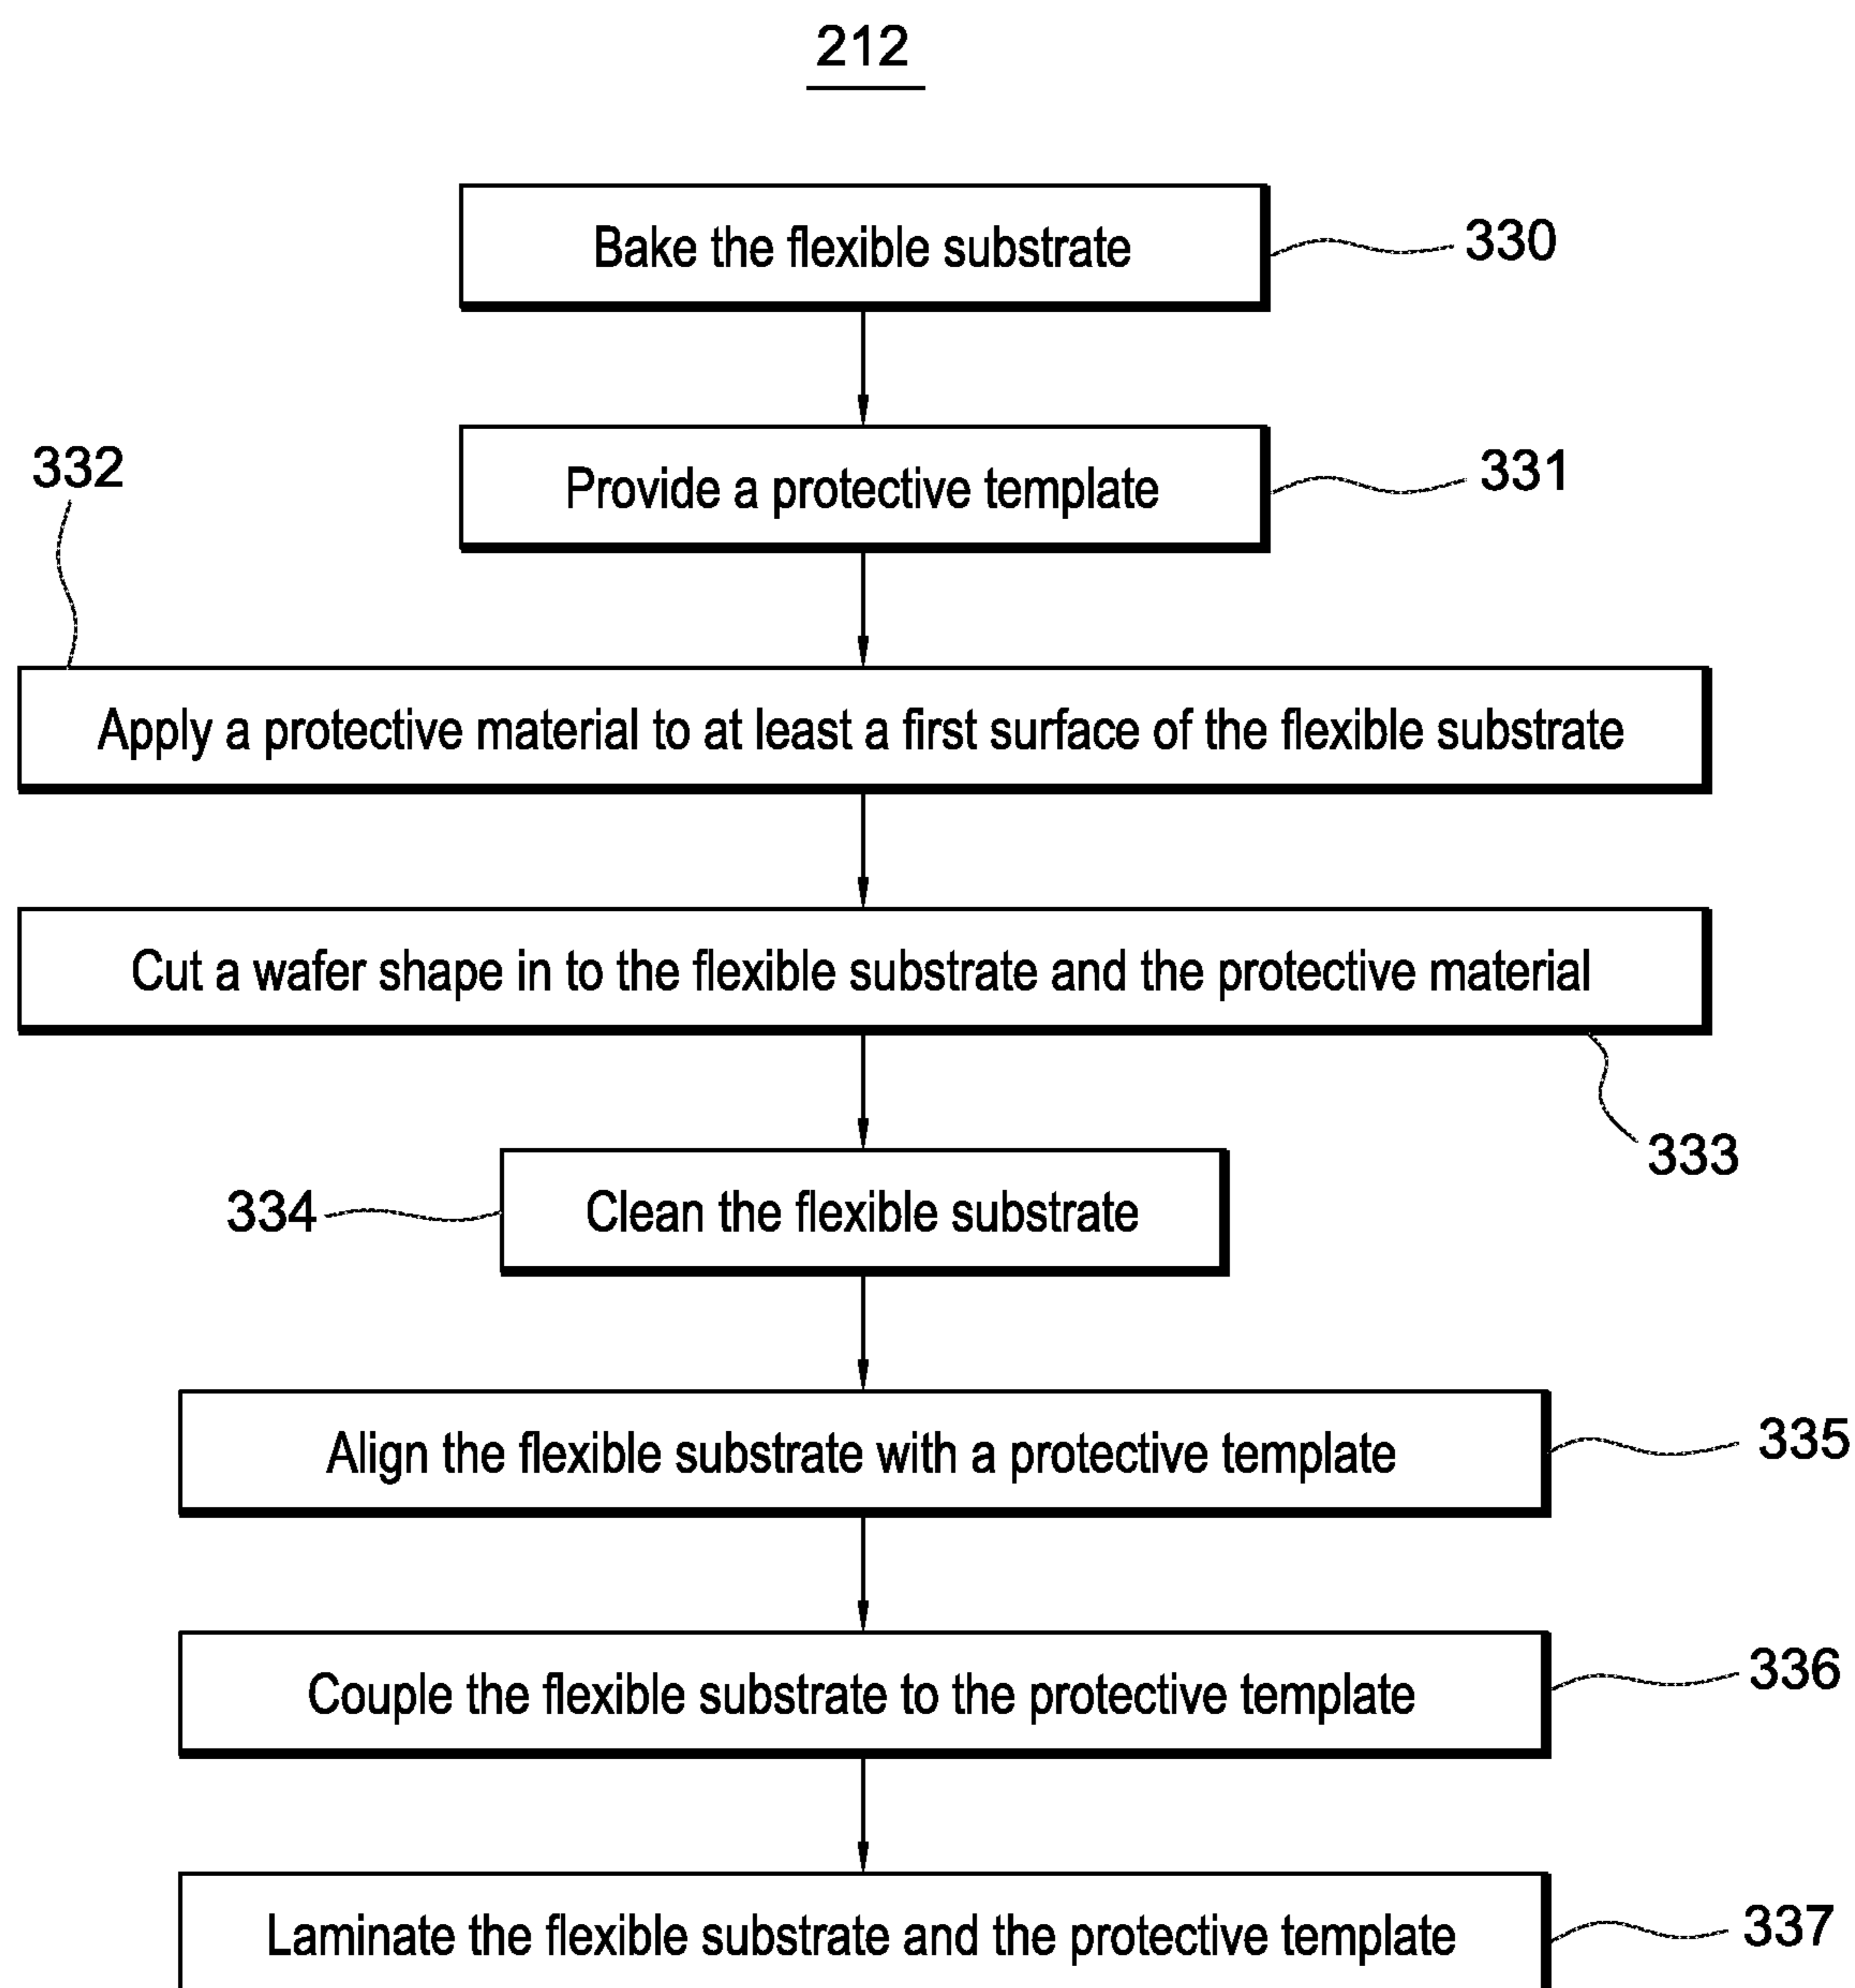 212
Bake the flexible substrate
330
Provide a protective template
331
332
Apply a protective material to at least a first surface of the flexible substrate
Cut a wafer shape in to the flexible substrate and the protective material
333
334
Clean the flexible substrate
Align the flexible substrate with a protective template
335
Couple the flexible substrate to the protective template
336
Laminate the flexible substrate and the protective template
337